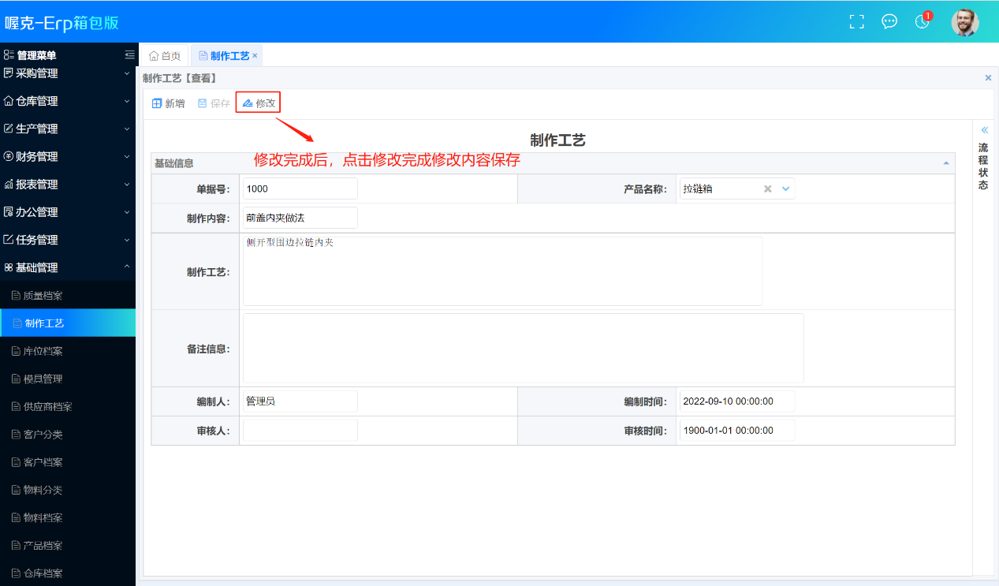 喔克-Erp箱包版
1
管理菜单
首页
制作工艺 ×
采购管理
仓库管理
生产管理
财务管理
报表管理
办公管理
任务管理
基础管理
质量档案
制作工艺
库位档案
模具管理
供应商档案
客户分类
客户档案
物料分类
物料档案
产品档案
仓库档案
制作工艺【查看】
新增 保存 修改
制作工艺
修改完成后，点击修改完成修改内容保存
基础信息
单据号： 1000 产品名称： 拉链箱
制作内容： 前盖内夹做法
制作工艺： 侧开型围边拉链内夹
备注信息：
编制人： 管理员 编制时间： 2022-09-10 00:00:00
审核人： 审核时间： 1900-01-01 00:00:00
流程状态